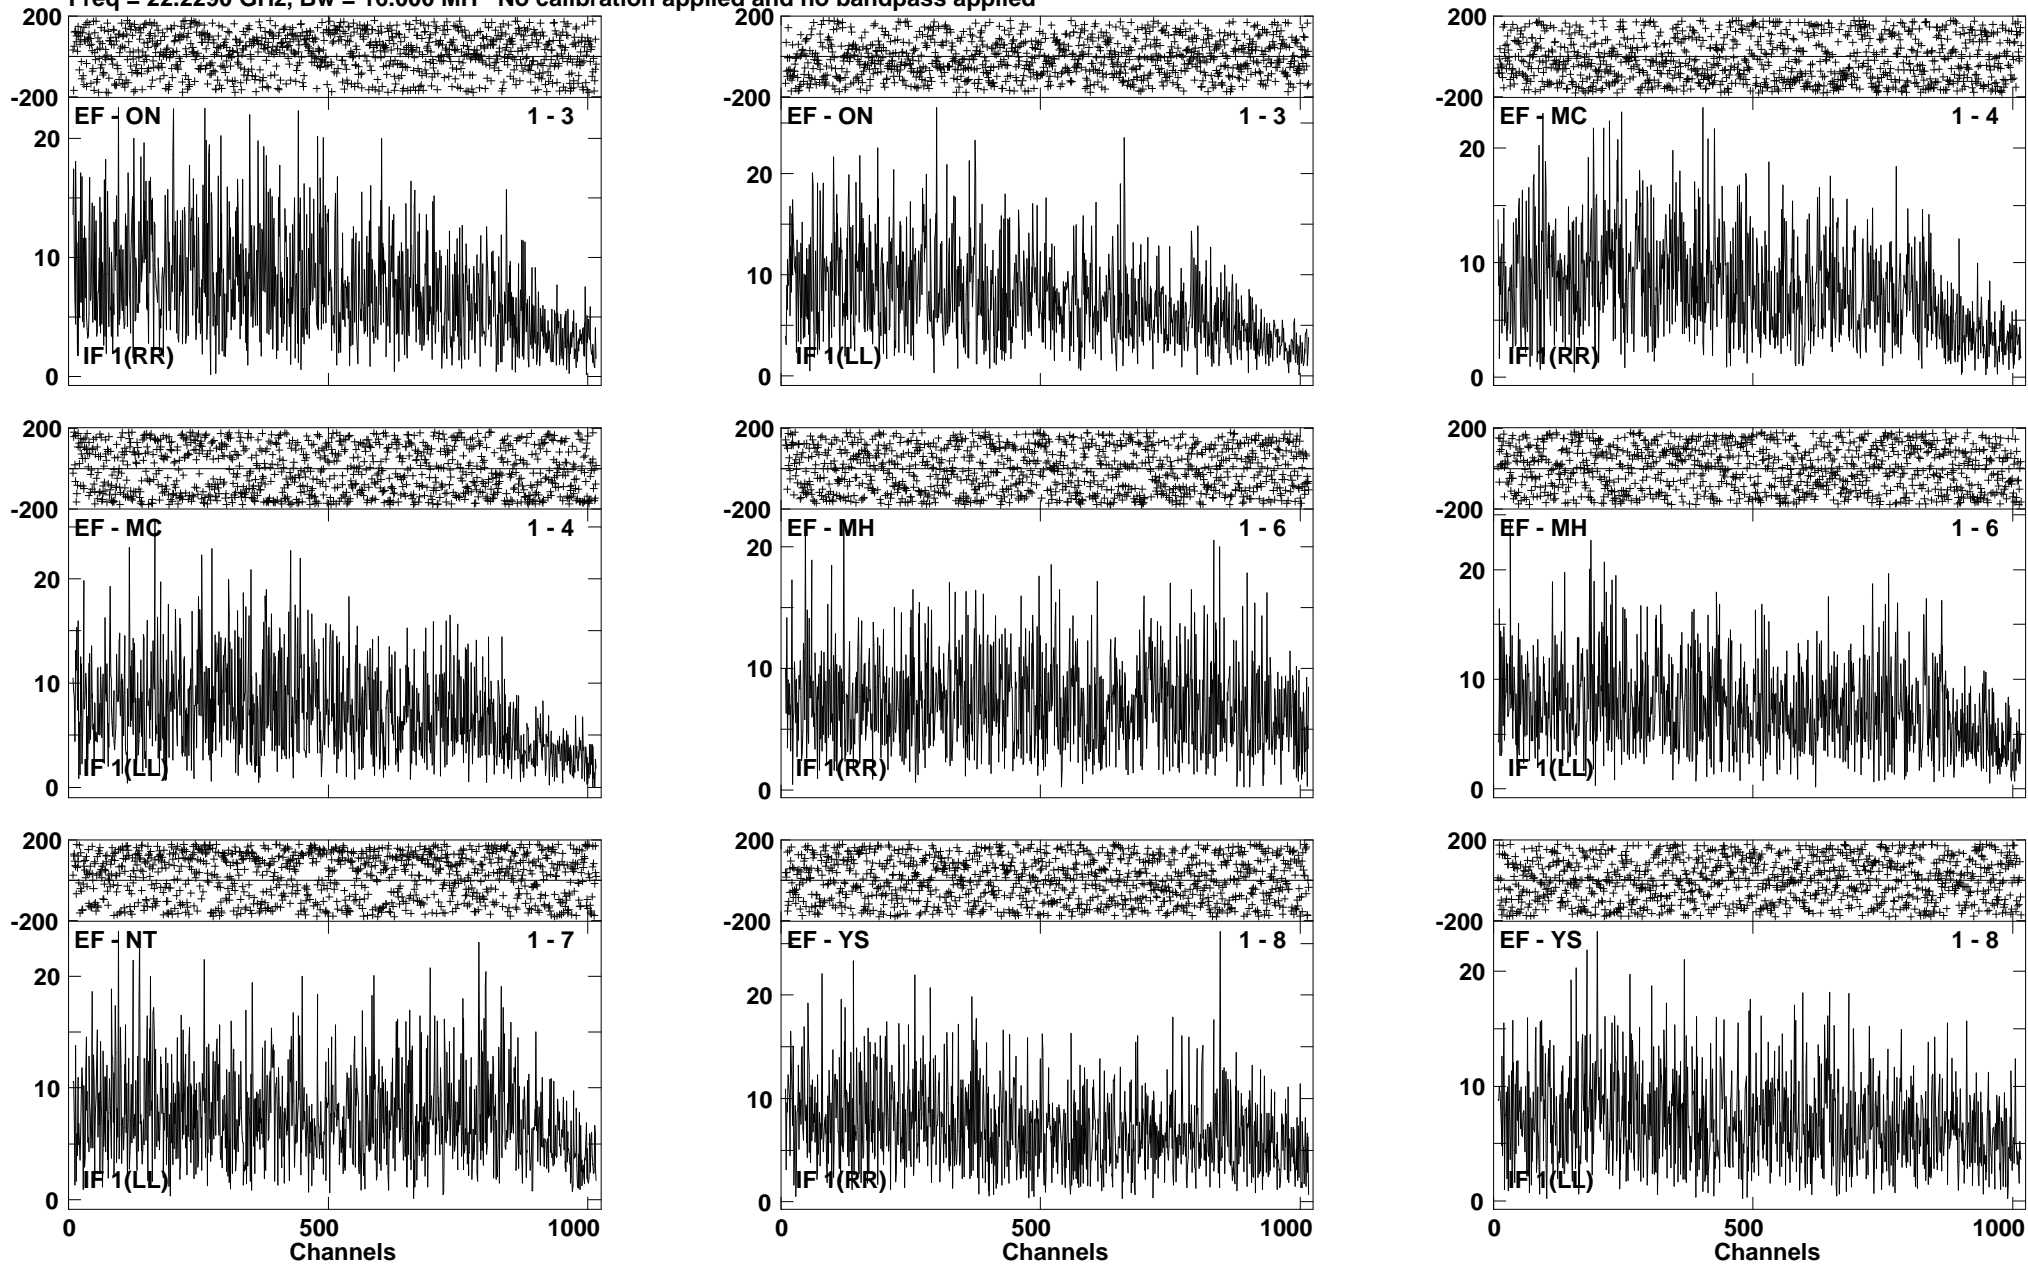 Freq = 22.2290 GHz, Bw = 16.000 MH No calibration applied and no bandpass applied
200 200 200
-200 -200 -200
EF - ON 1 - 3 EF - ON 1 - 3 EF - MC 1 - 4
20 20 20
10 10 10
IF 1(RR) IF 1(LL) IF 1(RR)
0 0 0
200 200 200
-200 -200 -200
EF - MC 1 - 4 EF - MH 1 - 6 EF - MH 1 - 6
20 20 20
10 10 10
IF 1(LL) IF 1(RR) IF 1(LL)
0 0 0
200 200 200
-200 -200 -200
EF - NT 1 - 7 EF - YS 1 - 8 EF - YS 1 - 8
20 20 20
10 10 10
IF 1(LL) IF 1(RR) IF 1(LL)
0 0 0
0 500 1000 0 500 1000 0 500 1000
Channels Channels Channels